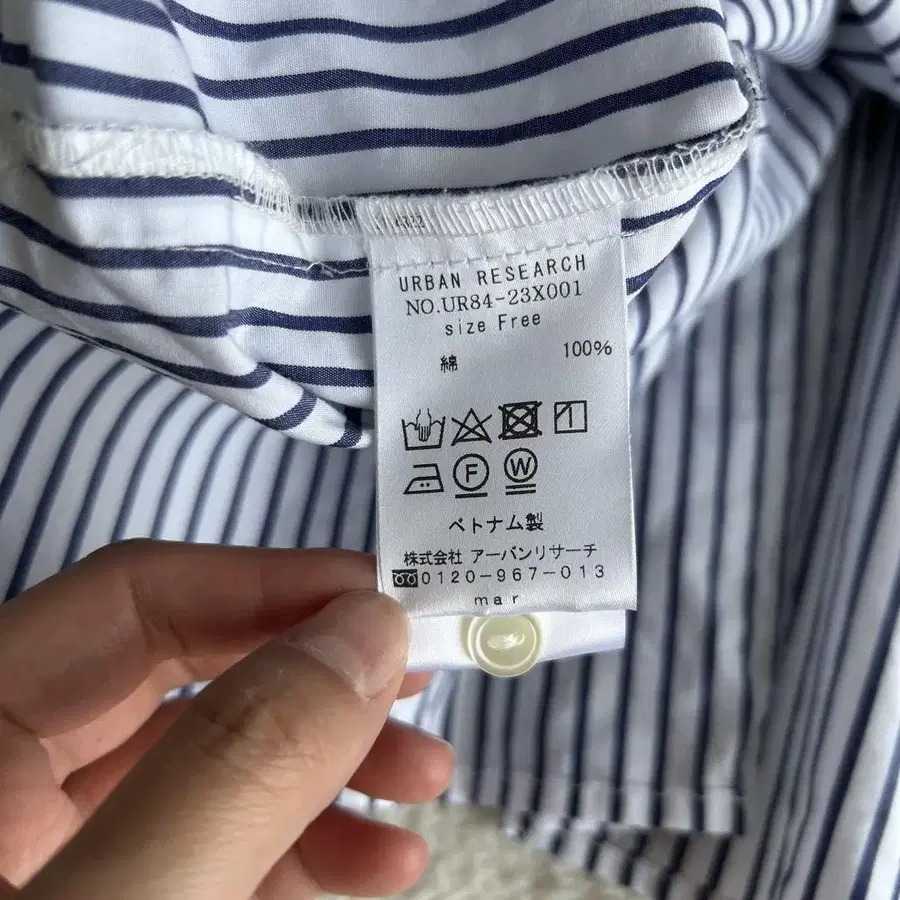 URBAN RESEARCH
NO.UR84-23X001
size Free
綿 100%
F W
ベトナム製
株式会社 アーバンリサーチ
0120-967-013
mar